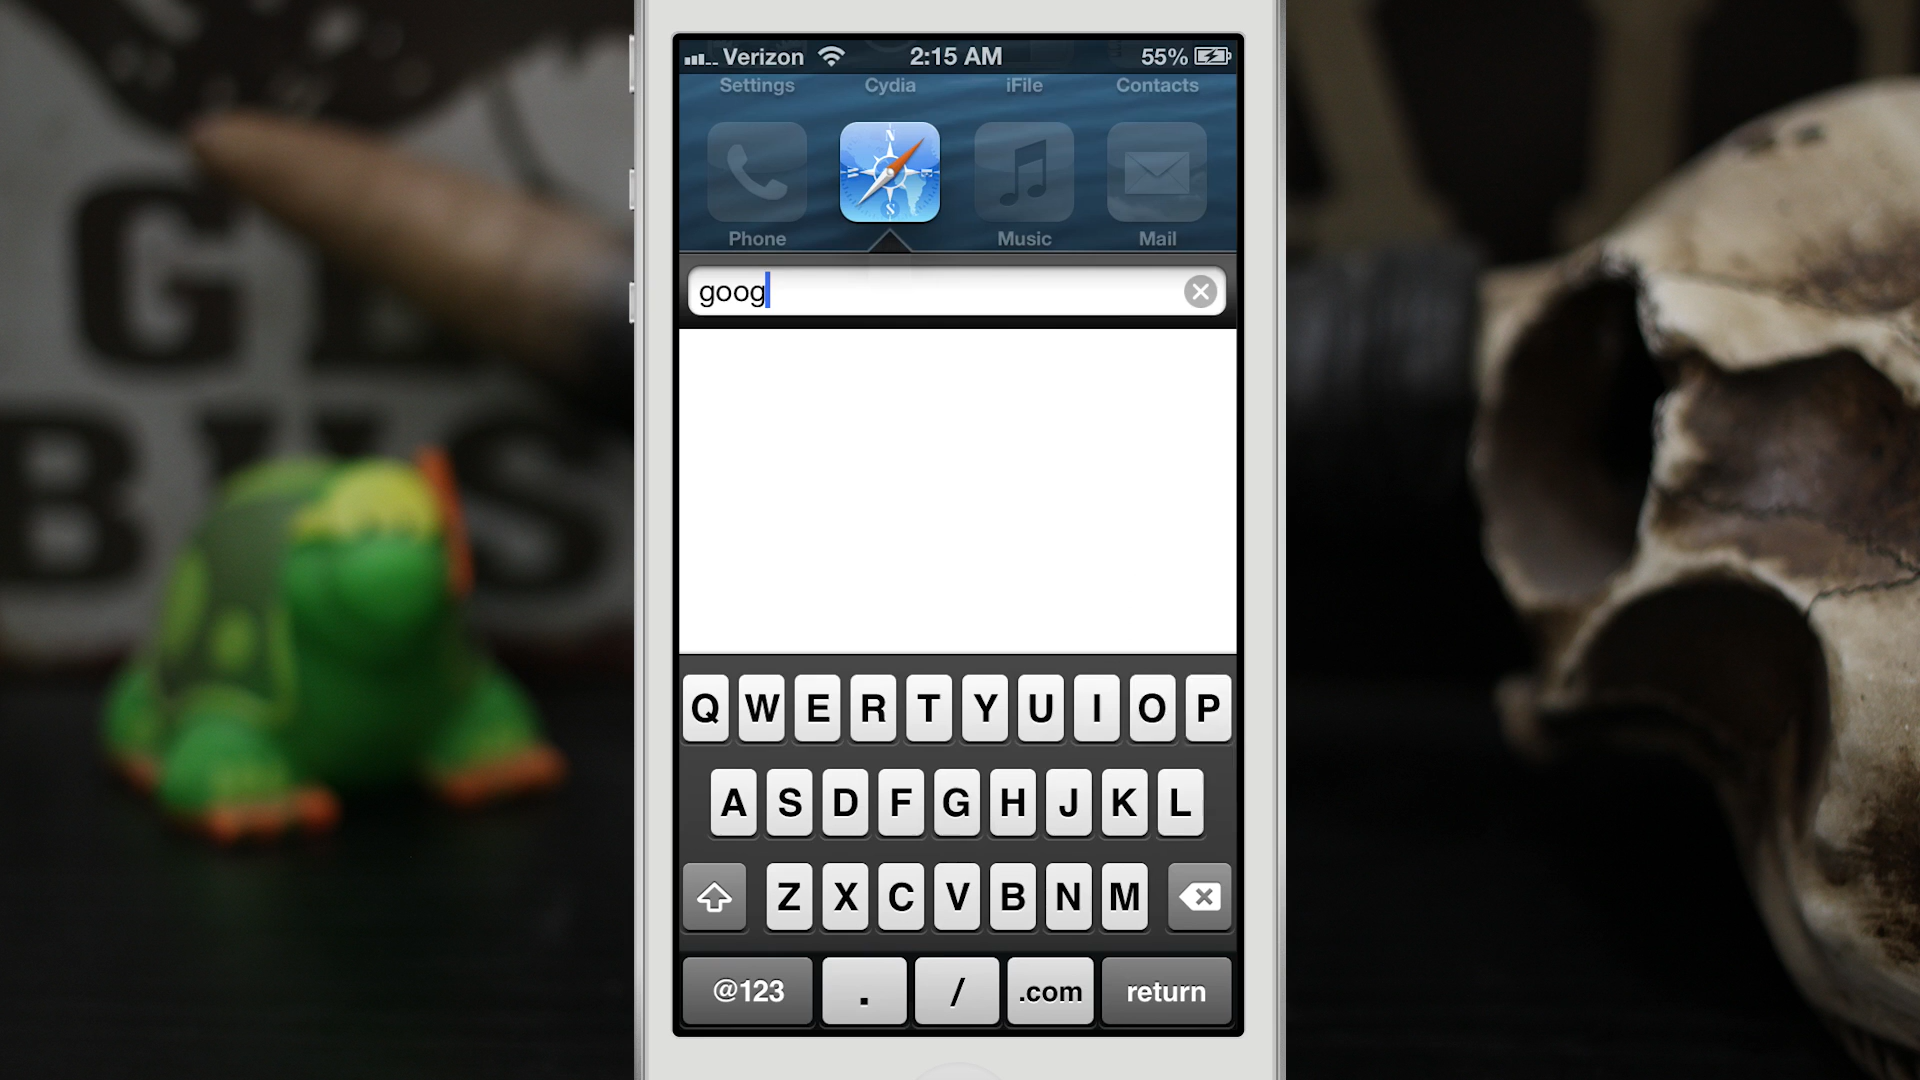 Verizon 2:15 AM 55%
Settings Cydia iFile Contacts
N
W E
S
Phone Music Mail
goog
Q W E R T Y U I O P
A S D F G H J K L
Z X C V B N M
@123 . / .com return